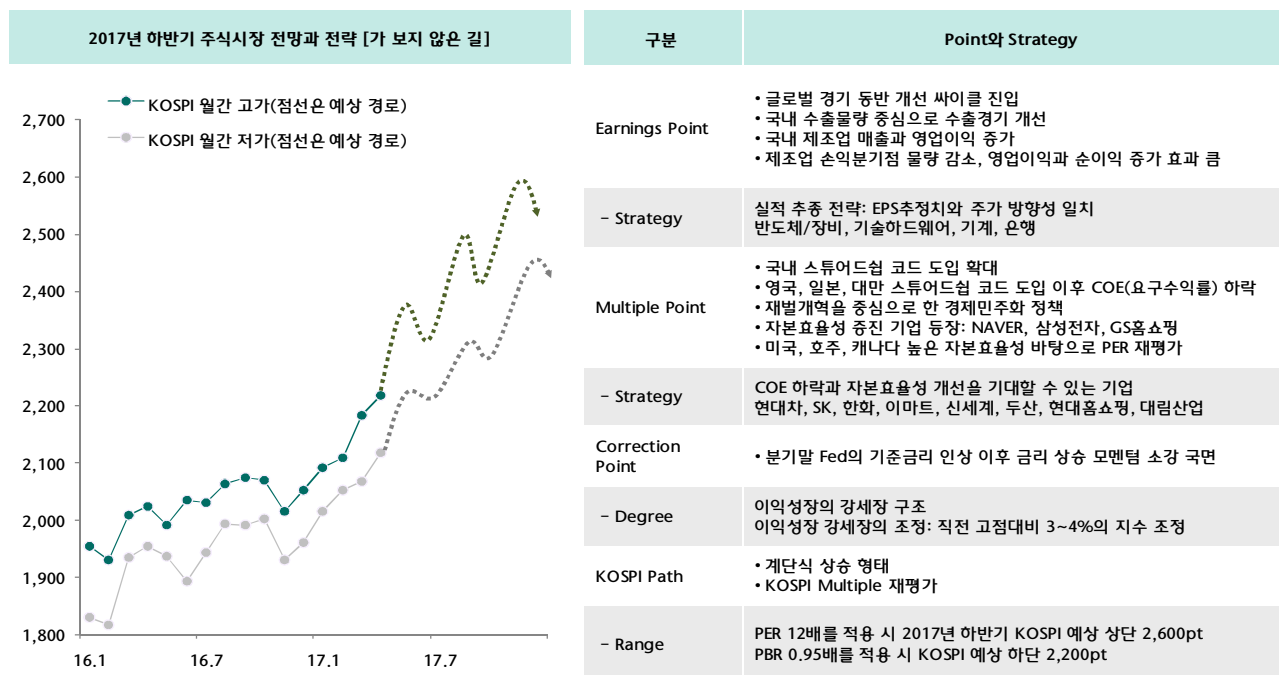 2017년 하반기 주식시장 전망과 전략 [가 보지 않은 길]
KOSPI 월간 고가(점선은 예상 경로)
KOSPI 월간 저가(점선은 예상 경로)
2,700
2,600
2,500
2,400
2,300
2,200
2,100
2,000
1,900
1,800
16.1
16.7
17.1
17.7
구분
Point와 Strategy
Earnings Point
• 글로벌 경기 동반 개선 싸이클 진입
• 국내 수출물량 중심으로 수출경기 개선
• 국내 제조업 매출과 영업이익 증가
• 제조업 손익분기점 물량 감소, 영업이익과 순이익 증가 효과 큼
– Strategy
실적 추종 전략: EPS추정치와 주가 방향성 일치
반도체/장비, 기술하드웨어, 기계, 은행
Multiple Point
• 국내 스튜어드쉽 코드 도입 확대
• 영국, 일본, 대만 스튜어드쉽 코드 도입 이후 COE(요구수익률) 하락
• 재벌개혁을 중심으로 한 경제민주화 정책
• 자본효율성 증진 기업 등장: NAVER, 삼성전자, GS홈쇼핑
• 미국, 호주, 캐나다 높은 자본효율성 바탕으로 PER 재평가
– Strategy
COE 하락과 자본효율성 개선을 기대할 수 있는 기업
현대차, SK, 한화, 이마트, 신세계, 두산, 현대홈쇼핑, 대림산업
Correction
Point
• 분기말 Fed의 기준금리 인상 이후 금리 상승 모멘텀 소강 국면
– Degree
이익성장의 강세장 구조
이익성장 강세장의 조정: 직전 고점대비 3~4%의 지수 조정
KOSPI Path
• 계단식 상승 형태
• KOSPI Multiple 재평가
– Range
PER 12배를 적용 시 2017년 하반기 KOSPI 예상 상단 2,600pt
PBR 0.95배를 적용 시 KOSPI 예상 하단 2,200pt